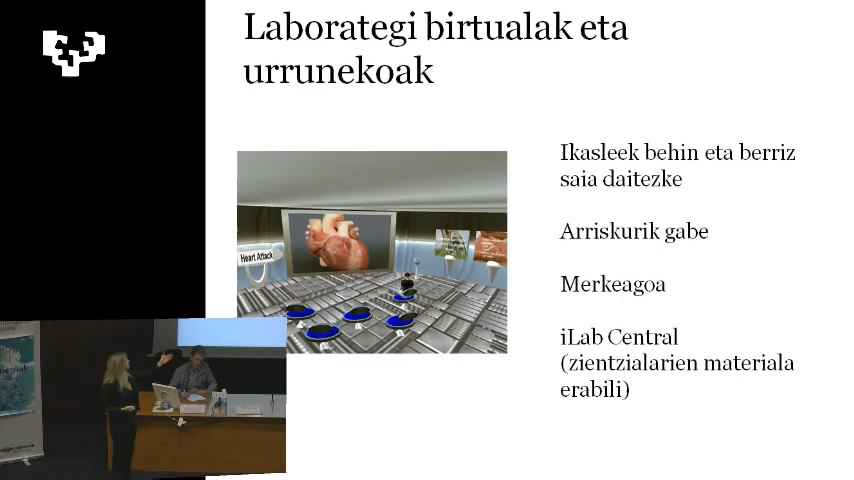 Laborategi birtualak eta
urrunekoak
Ikasleek behin eta berriz
saia daitezke
Arriskurik gabe
Merkeagoa
iLab Central
(zientzialarien materiala
erabili)
Heart Attack